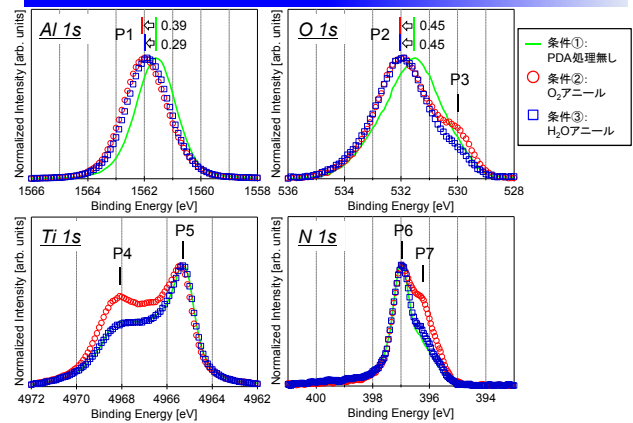 Al 1s
P1
0.39
0.29
Normalized Intensity [arb. units]
1566 1564 1562 1560 1558
Binding Energy [eV]
O 1s
P2
0.45
0.45
P3
Normalized Intensity [arb. units]
536 534 532 530 528
Binding Energy [eV]
条件①:
PDA処理無し
条件②:
O₂アニール
条件③:
H₂Oアニール
Ti 1s
P4
P5
Normalized Intensity [arb. units]
4972 4970 4968 4966 4964 4962
Binding Energy [eV]
N 1s
P6
P7
Normalized Intensity [arb. units]
400 398 396 394
Binding Energy [eV]